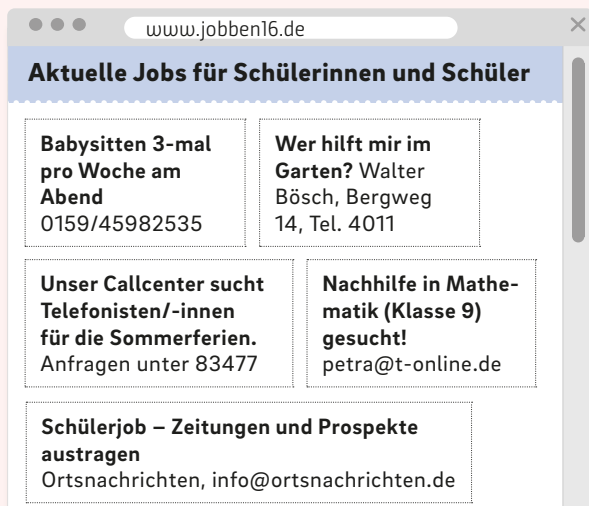 www.jobben16.de
Aktuelle Jobs für Schülerinnen und Schüler
Babysitten 3-mal
pro Woche am
Abend
0159/45982535
Wer hilft mir im
Garten? Walter
Bösch, Bergweg
14, Tel. 4011
Unser Callcenter sucht
Telefonisten/-innen
für die Sommerferien.
Anfragen unter 83477
Nachhilfe in Mathe-
matik (Klasse 9)
gesucht!
petra@t-online.de
Schülerjob – Zeitungen und Prospekte
austragen
Ortsnachrichten, info@ortsnachrichten.de